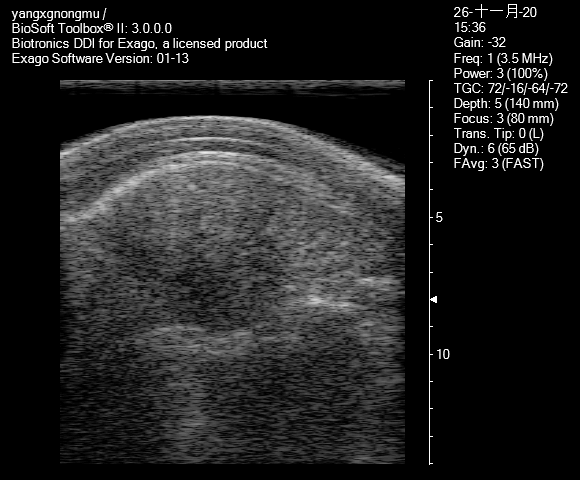 yangxgnongmu /
BioSoft Toolbox® II: 3.0.0.0
Biotronics DDI for Exago, a licensed product
Exago Software Version: 01-13
26-十一月-20
15:36
Gain: -32
Freq: 1 (3.5 MHz)
Power: 3 (100%)
TGC: 72/-16/-64/-72
Depth: 5 (140 mm)
Focus: 3 (80 mm)
Trans. Tip: 0 (L)
Dyn.: 6 (65 dB)
FAvg: 3 (FAST)
5
10